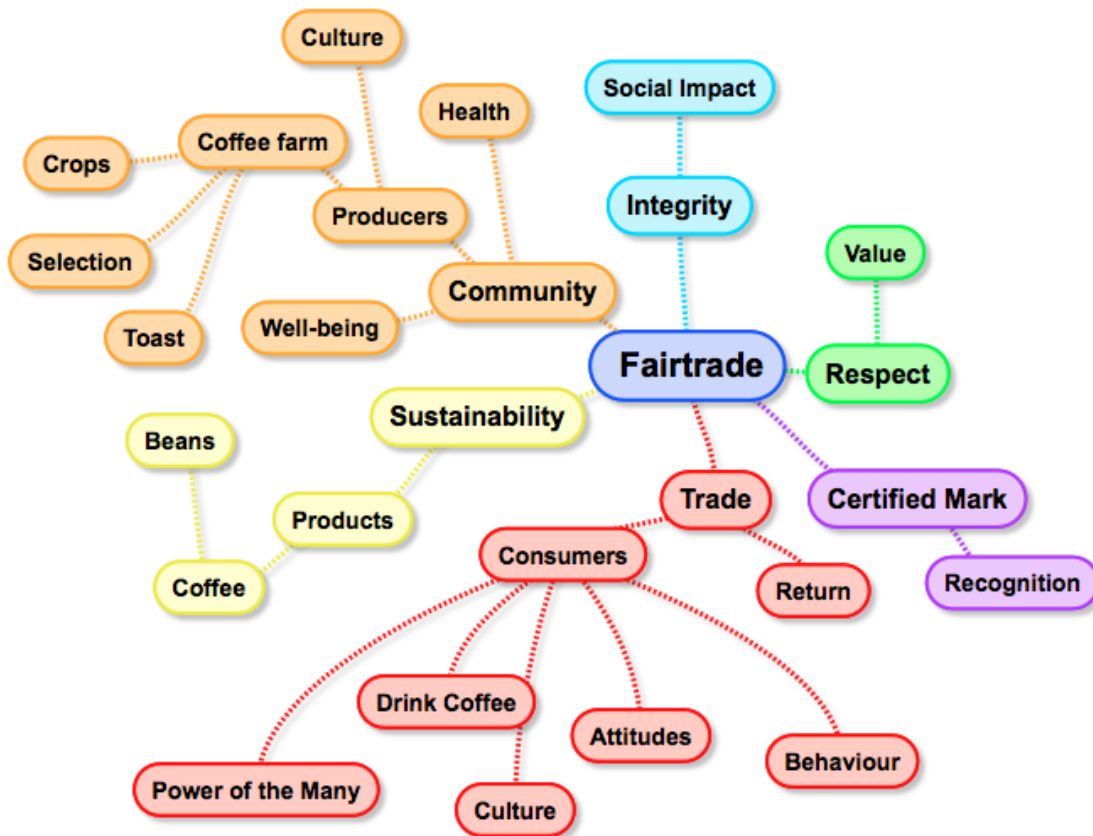 Culture
Social Impact
Health
Coffee farm
Crops
Integrity
Producers
Value
Selection
Community
Well-being
Toast
Fairtrade
Respect
Sustainability
Beans
Trade
Certified Mark
Products
Consumers
Coffee
Return
Recognition
Drink Coffee
Attitudes
Behaviour
Power of the Many
Culture